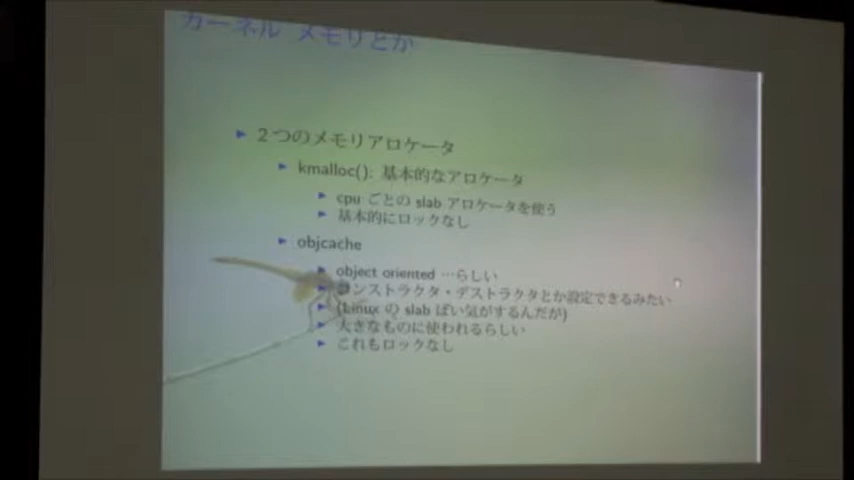 カーネル メモリとか
2つのメモリアロケータ
kmalloc(): 基本的なアロケータ
cpu ごとの slab アロケータを使う
基本的にロックなし
objcache
object oriented …らしい
コンストラクタ・デストラクタとか設定できるみたい
(Linux の slab ぽい気がするんだが)
大きなものに使われるらしい
これもロックなし